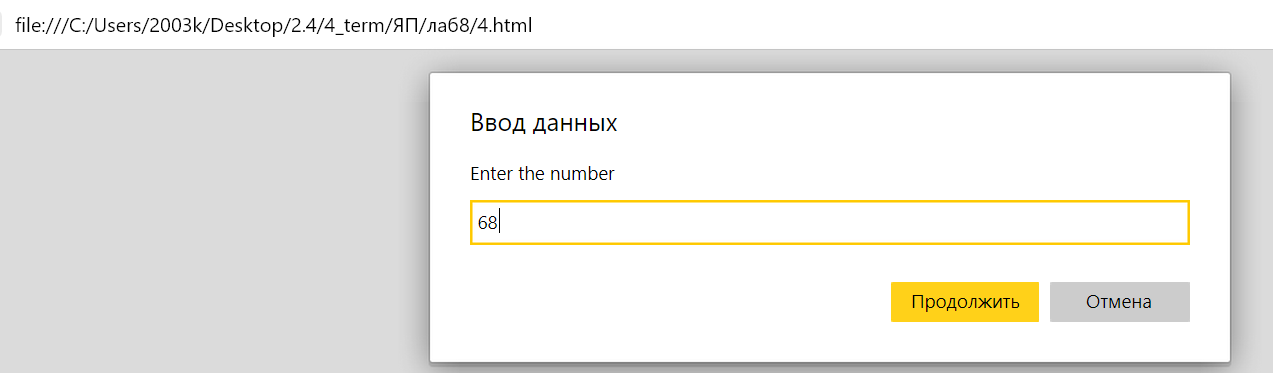 file:///C:/Users/2003k/Desktop/2.4/4_term/ЯП/ла68/4.html
Ввод данных
Enter the number
68
Продолжить Отмена